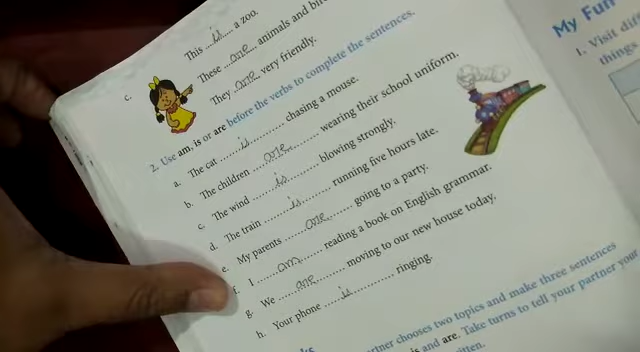 This ...is... a zoo.
These ...are... animals and
c. They ...are... very friendly.
2. Use am, is or are before the verbs to complete the sentences.
a. The cat ...is... chasing a mouse.
b. The children ...are... wearing their school uniform.
c. The wind ...is... blowing strongly.
d. The train ...is... running five hours late.
e. My parents ...are... going to a party.
f. I ...am... reading a book on English grammar.
g. We ...are... moving to our new house today.
h. Your phone ...is... ringing.
chooses two topics and make three sentences
and are. Take turns to tell your partner your
My Fun
1. Visit
things